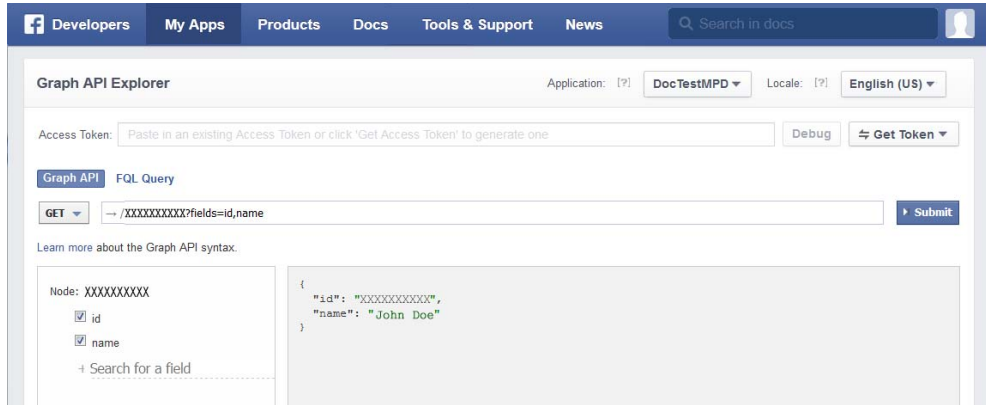 Developers My Apps Products Docs Tools & Support News Search in docs
Graph API Explorer Application: [?] DocTestMPD Locale: [?] English (US)
Access Token: Paste in an existing Access Token or click 'Get Access Token' to generate one Debug Get Token
Graph API FQL Query
GET → /XXXXXXXXXX?fields=id,name Submit
Learn more about the Graph API syntax.
Node: XXXXXXXXXX
id
name
+ Search for a field
{
"id": "XXXXXXXXXX",
"name": "John Doe"
}